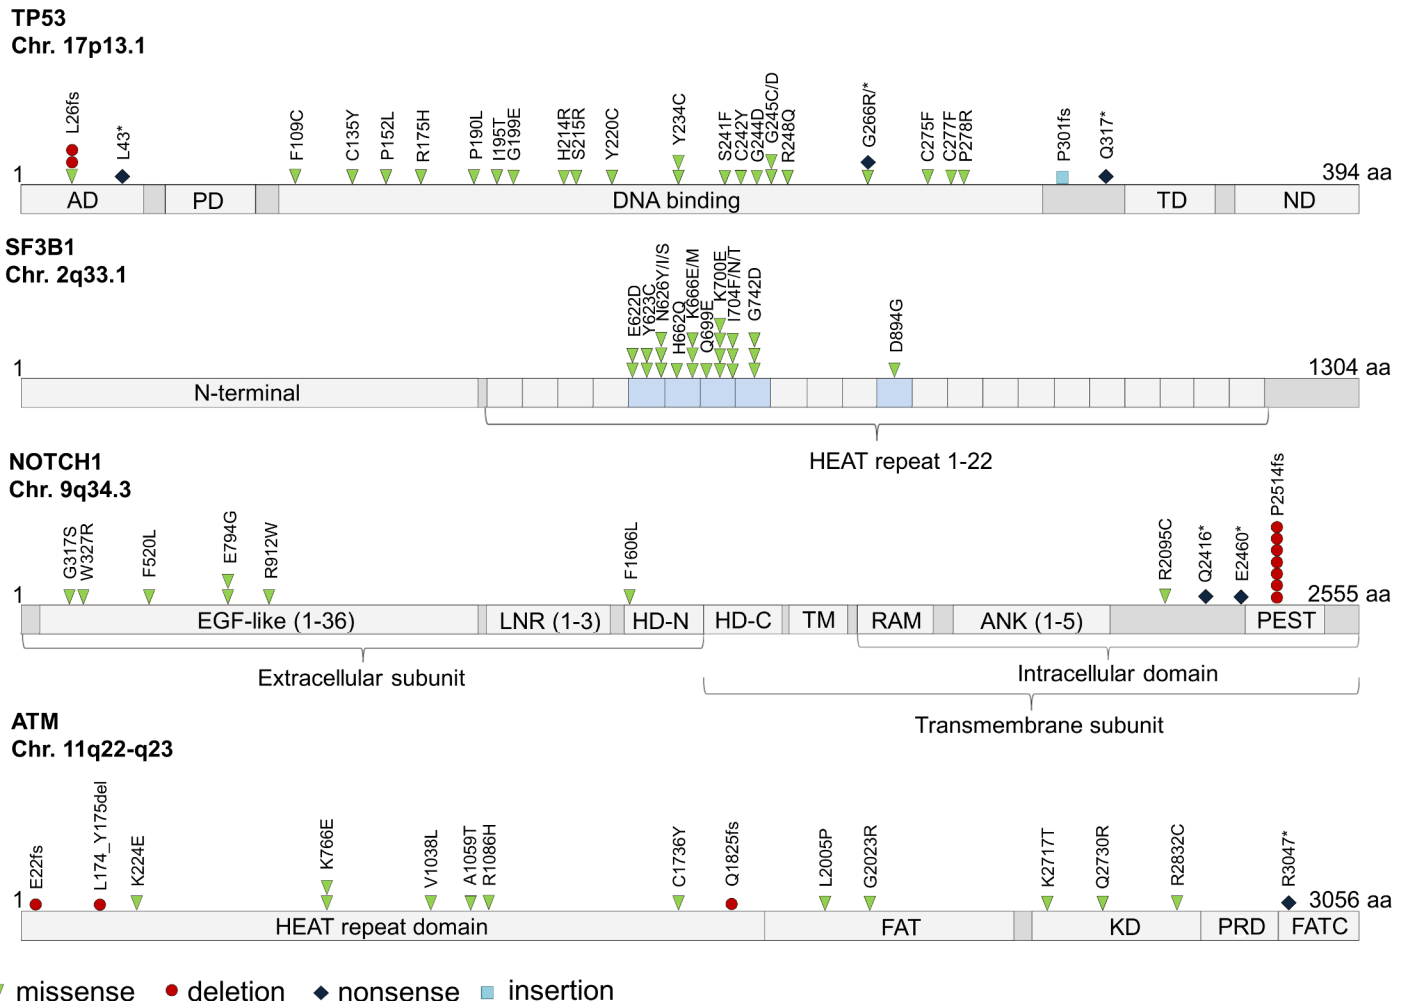 TP53
Chr. 17p13.1
L26fs
L43*
F109C
C135Y
P152L
R175H
P190L
I195T
G199E
H214R
S215R
Y220C
Y234C
S241F
C242Y
G244D
G245C/D
R248Q
G266R/*
C275F
C277F
P278R
P301fs
Q317*
1
394 aa
AD
PD
DNA binding
TD
ND
SF3B1
Chr. 2q33.1
E622D
Y623C
N626Y/I/S
H662Q
K666E/M
Q699E
K700E
I704F/N/T
G742D
D894G
1
1304 aa
N-terminal
HEAT repeat 1-22
NOTCH1
Chr. 9q34.3
G317S
W327R
F520L
E794G
R912W
F1606L
R2095C
Q2416*
E2460*
P2514fs
1
2555 aa
EGF-like (1-36)
LNR (1-3)
HD-N
HD-C
TM
RAM
ANK (1-5)
PEST
Extracellular subunit
Intracellular domain
Transmembrane subunit
ATM
Chr. 11q22-q23
E22fs
L174_Y175del
K224E
K766E
V1038L
A1059T
R1086H
C1736Y
Q1825fs
L2005P
G2023R
K2717T
Q2730R
R2832C
R3047*
1
3056 aa
HEAT repeat domain
FAT
KD
PRD
FATC
missense
deletion
nonsense
insertion